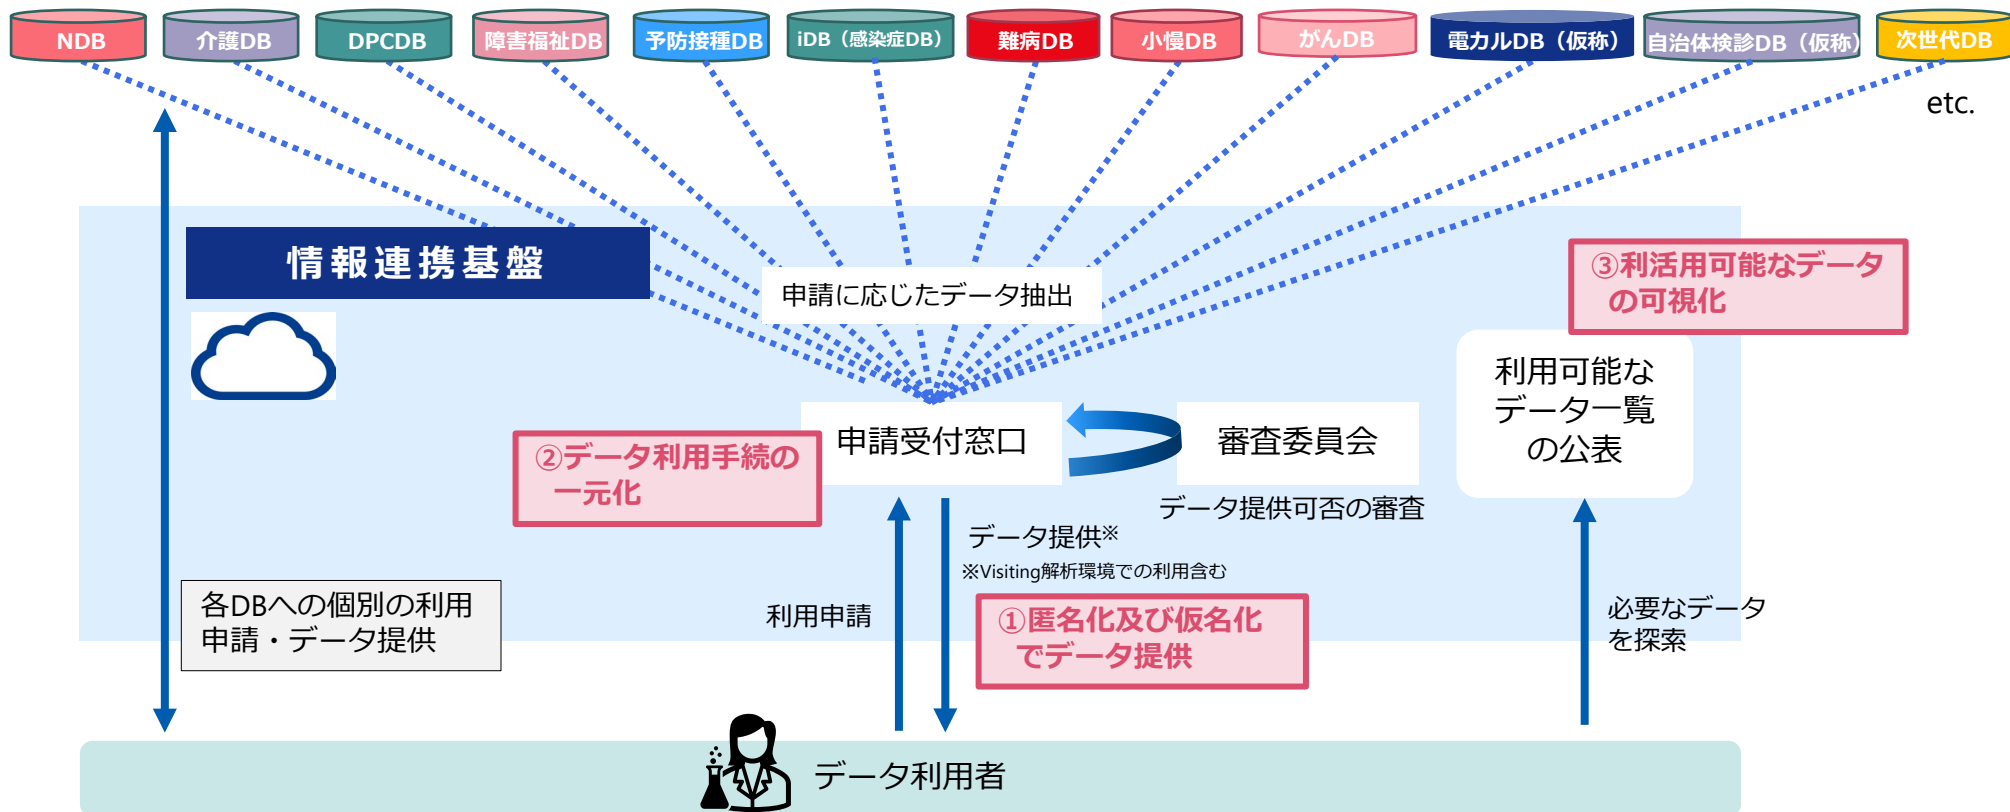 NDB
介護DB
DPCDB
障害福祉DB
予防接種DB
iDB（感染症DB）
難病DB
小慢DB
がんDB
電カルDB（仮称）
自治体検診DB（仮称）
次世代DB
etc.
情報連携基盤
申請に応じたデータ抽出
③利活用可能なデータ
の可視化
利用可能な
データ一覧
の公表
申請受付窓口
審査委員会
②データ利用手続の
一元化
データ提供可否の審査
データ提供※
※Visiting解析環境での利用含む
各DBへの個別の利用
申請・データ提供
利用申請
①匿名化及び仮名化
でデータ提供
必要なデータ
を探索
データ利用者